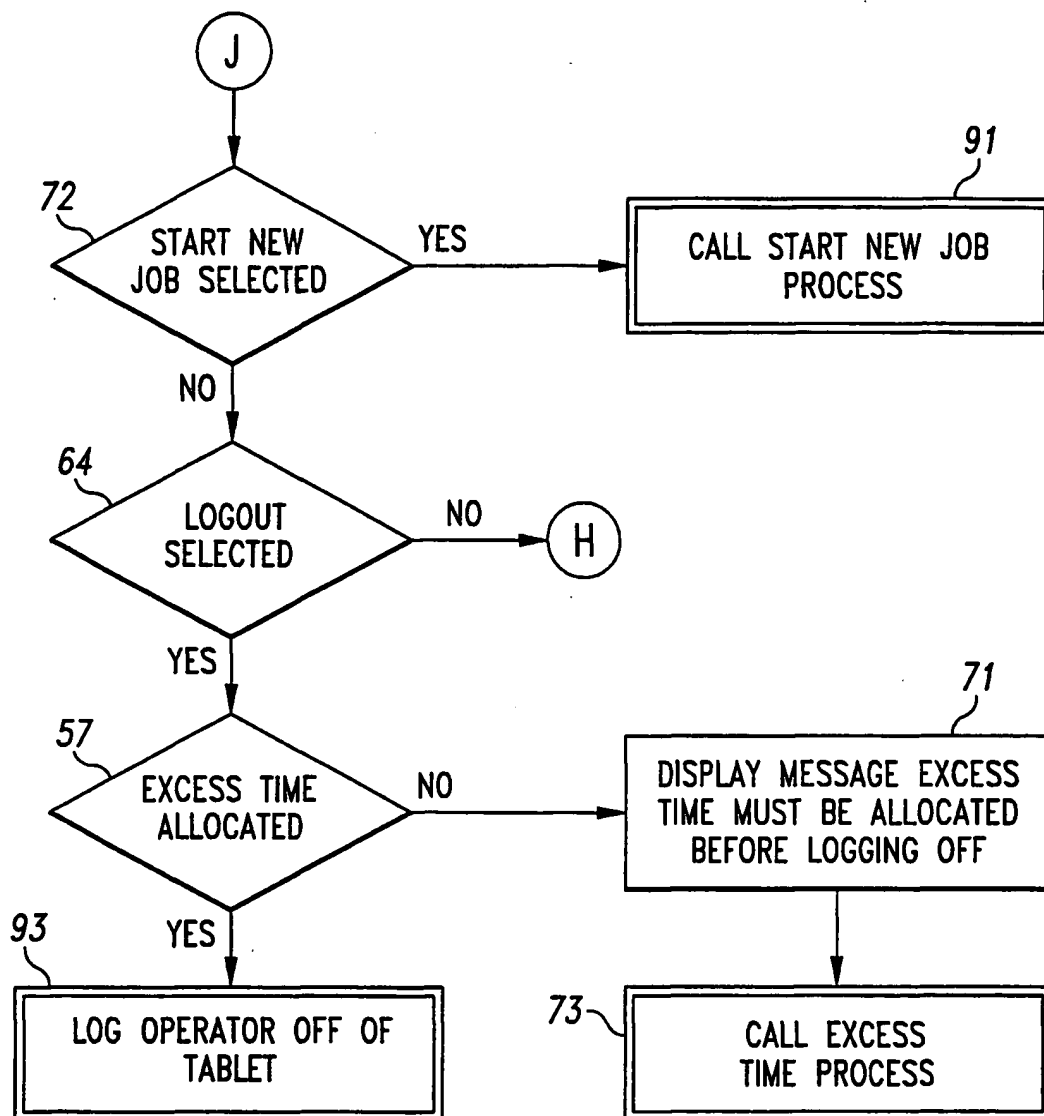 J
72
START NEW
JOB SELECTED
YES
91
CALL START NEW JOB
PROCESS
NO
64
LOGOUT
SELECTED
NO
H
YES
57
EXCESS TIME
ALLOCATED
NO
71
DISPLAY MESSAGE EXCESS
TIME MUST BE ALLOCATED
BEFORE LOGGING OFF
YES
93
LOG OPERATOR OFF OF
TABLET
73
CALL EXCESS
TIME PROCESS